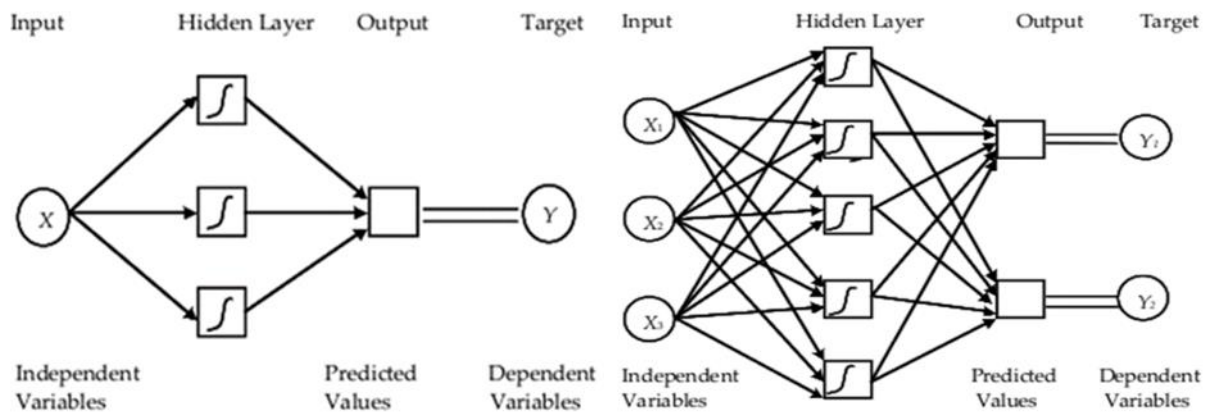 Input Hidden Layer Output Target
X
Y
Independent Variables
Predicted Values
Dependent Variables
Input Hidden Layer Output Target
X₁
X₂
X₃
Y₁
Y₂
Independent Variables
Predicted Values
Dependent Variables